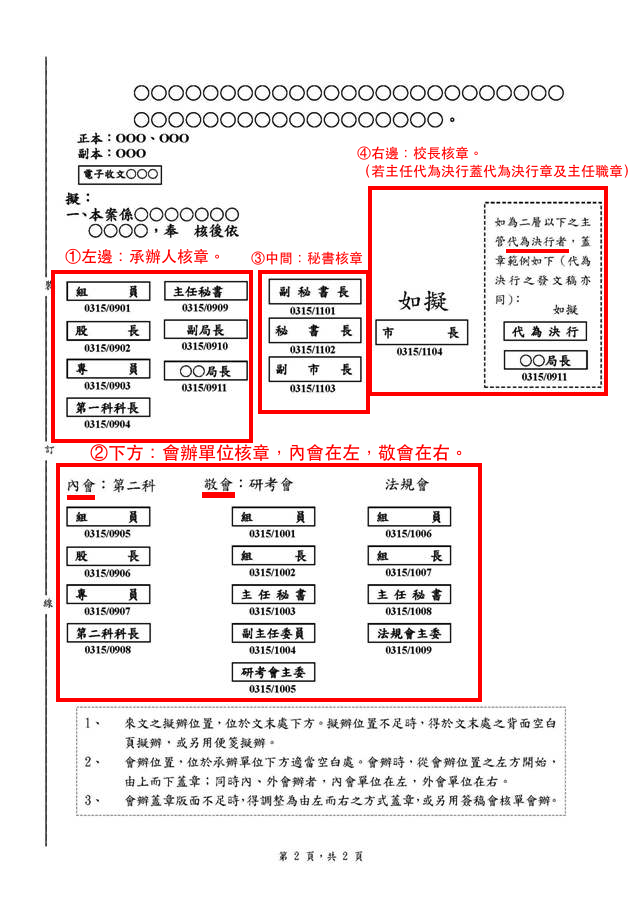 ○○○○○○○○○○○○○○○○○○○○○○○○○
○○○○○○○○○○○○○○○○○○。
正本：OOO、OOO
副本：OOO
電子收文○○○
擬：
一、本案係○○○○○○○
○○○○，奉　核後依
①左邊：承辦人核章。
組　員
0315/0901
股　長
0315/0902
專　員
0315/0903
第一科科長
0315/0904
主任秘書
0315/0909
副局長
0315/0910
○○局長
0315/0911
③中間：秘書核章
副秘書長
0315/1101
秘書長
0315/1102
副市長
0315/1103
④右邊：校長核章。
（若主任代為決行蓋代為決行章及主任職章）
如擬
市　長
0315/1104
如為二層以下之主
管代為決行者，蓋
章範例如下（代為
決行之發文稿亦
同）：
如擬
代為決行
○○局長
0315/0911
②下方：會辦單位核章，內會在左，敬會在右。
內會：第二科
組　員
0315/0905
股　長
0315/0906
專　員
0315/0907
第二科科長
0315/0908
敬會：研考會
組　員
0315/1001
組　長
0315/1002
主任秘書
0315/1003
副主任委員
0315/1004
研考會主委
0315/1005
法規會
組　員
0315/1006
組　長
0315/1007
主任秘書
0315/1008
法規會主委
0315/1009
裝
訂
線
1、　來文之擬辦位置，位於文末處下方。擬辦位置不足時，得於文末處之背面空白
頁擬辦，或另用便箋擬辦。
2、　會辦位置，位於承辦單位下方適當空白處。會辦時，從會辦位置之左方開始，
由上而下蓋章；同時內、外會辦者，內會單位在左，外會單位在右。
3、　會辦蓋章版面不足時，得調整為由左而右之方式蓋章，或另用簽稿會核單會辦。
第 2 頁，共 2 頁